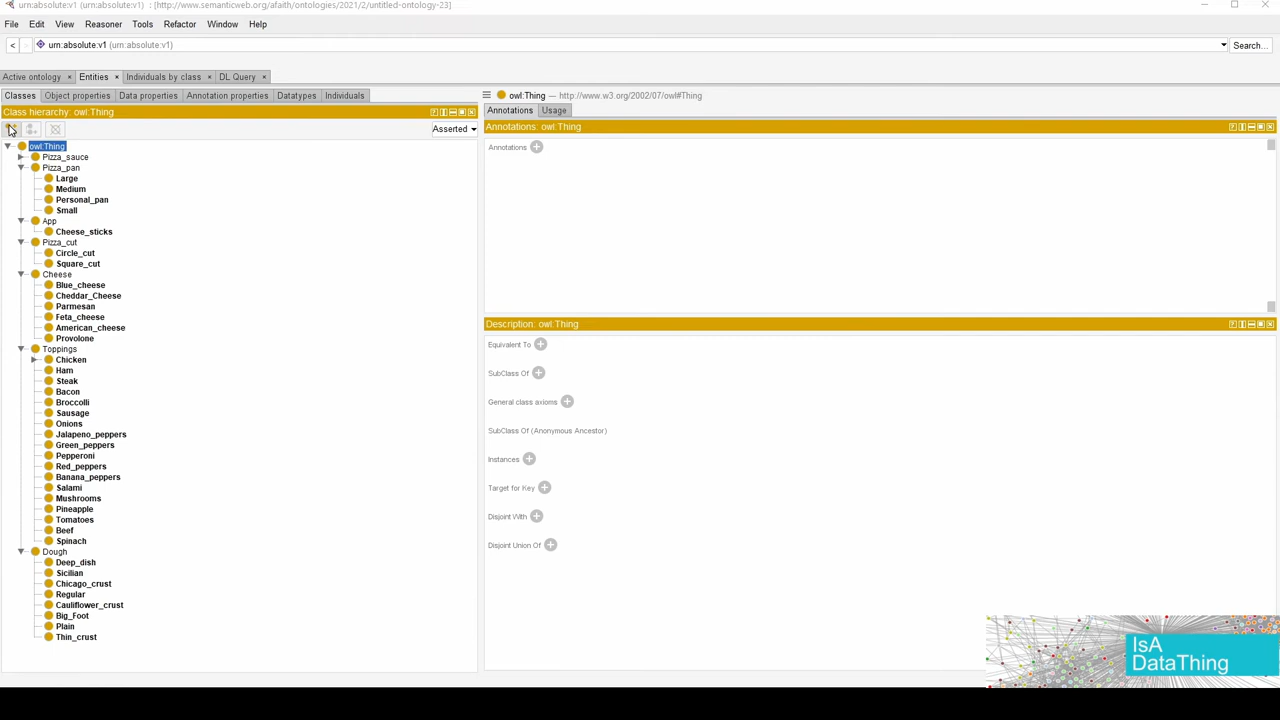 urn:absolute:v1 (urn:absolute:v1) : [http://www.semanticweb.org/afaith/ontologies/2021/2/untitled-ontology-23]
File Edit View Reasoner Tools Refactor Window Help
< > urn:absolute:v1 (urn:absolute:v1) Search...
Active ontology × Entities × Individuals by class × DL Query ×
Classes Object properties Data properties Annotation properties Datatypes Individuals
Class hierarchy: owl:Thing
Asserted
owl:Thing
Pizza_sauce
Pizza_pan
Large
Medium
Personal_pan
Small
App
Cheese_sticks
Pizza_cut
Circle_cut
Square_cut
Cheese
Blue_cheese
Cheddar_Cheese
Parmesan
Feta_cheese
American_cheese
Provolone
Toppings
Chicken
Ham
Steak
Bacon
Broccolli
Sausage
Onions
Jalapeno_peppers
Green_peppers
Pepperoni
Red_peppers
Banana_peppers
Salami
Mushrooms
Pineapple
Tomatoes
Beef
Spinach
Dough
Deep_dish
Sicilian
Chicago_crust
Regular
Cauliflower_crust
Big_Foot
Plain
Thin_crust
owl:Thing — http://www.w3.org/2002/07/owl#Thing
Annotations Usage
Annotations: owl:Thing
Annotations
Description: owl:Thing
Equivalent To
SubClass Of
General class axioms
SubClass Of (Anonymous Ancestor)
Instances
Target for Key
Disjoint With
Disjoint Union Of
IsA
DataThing